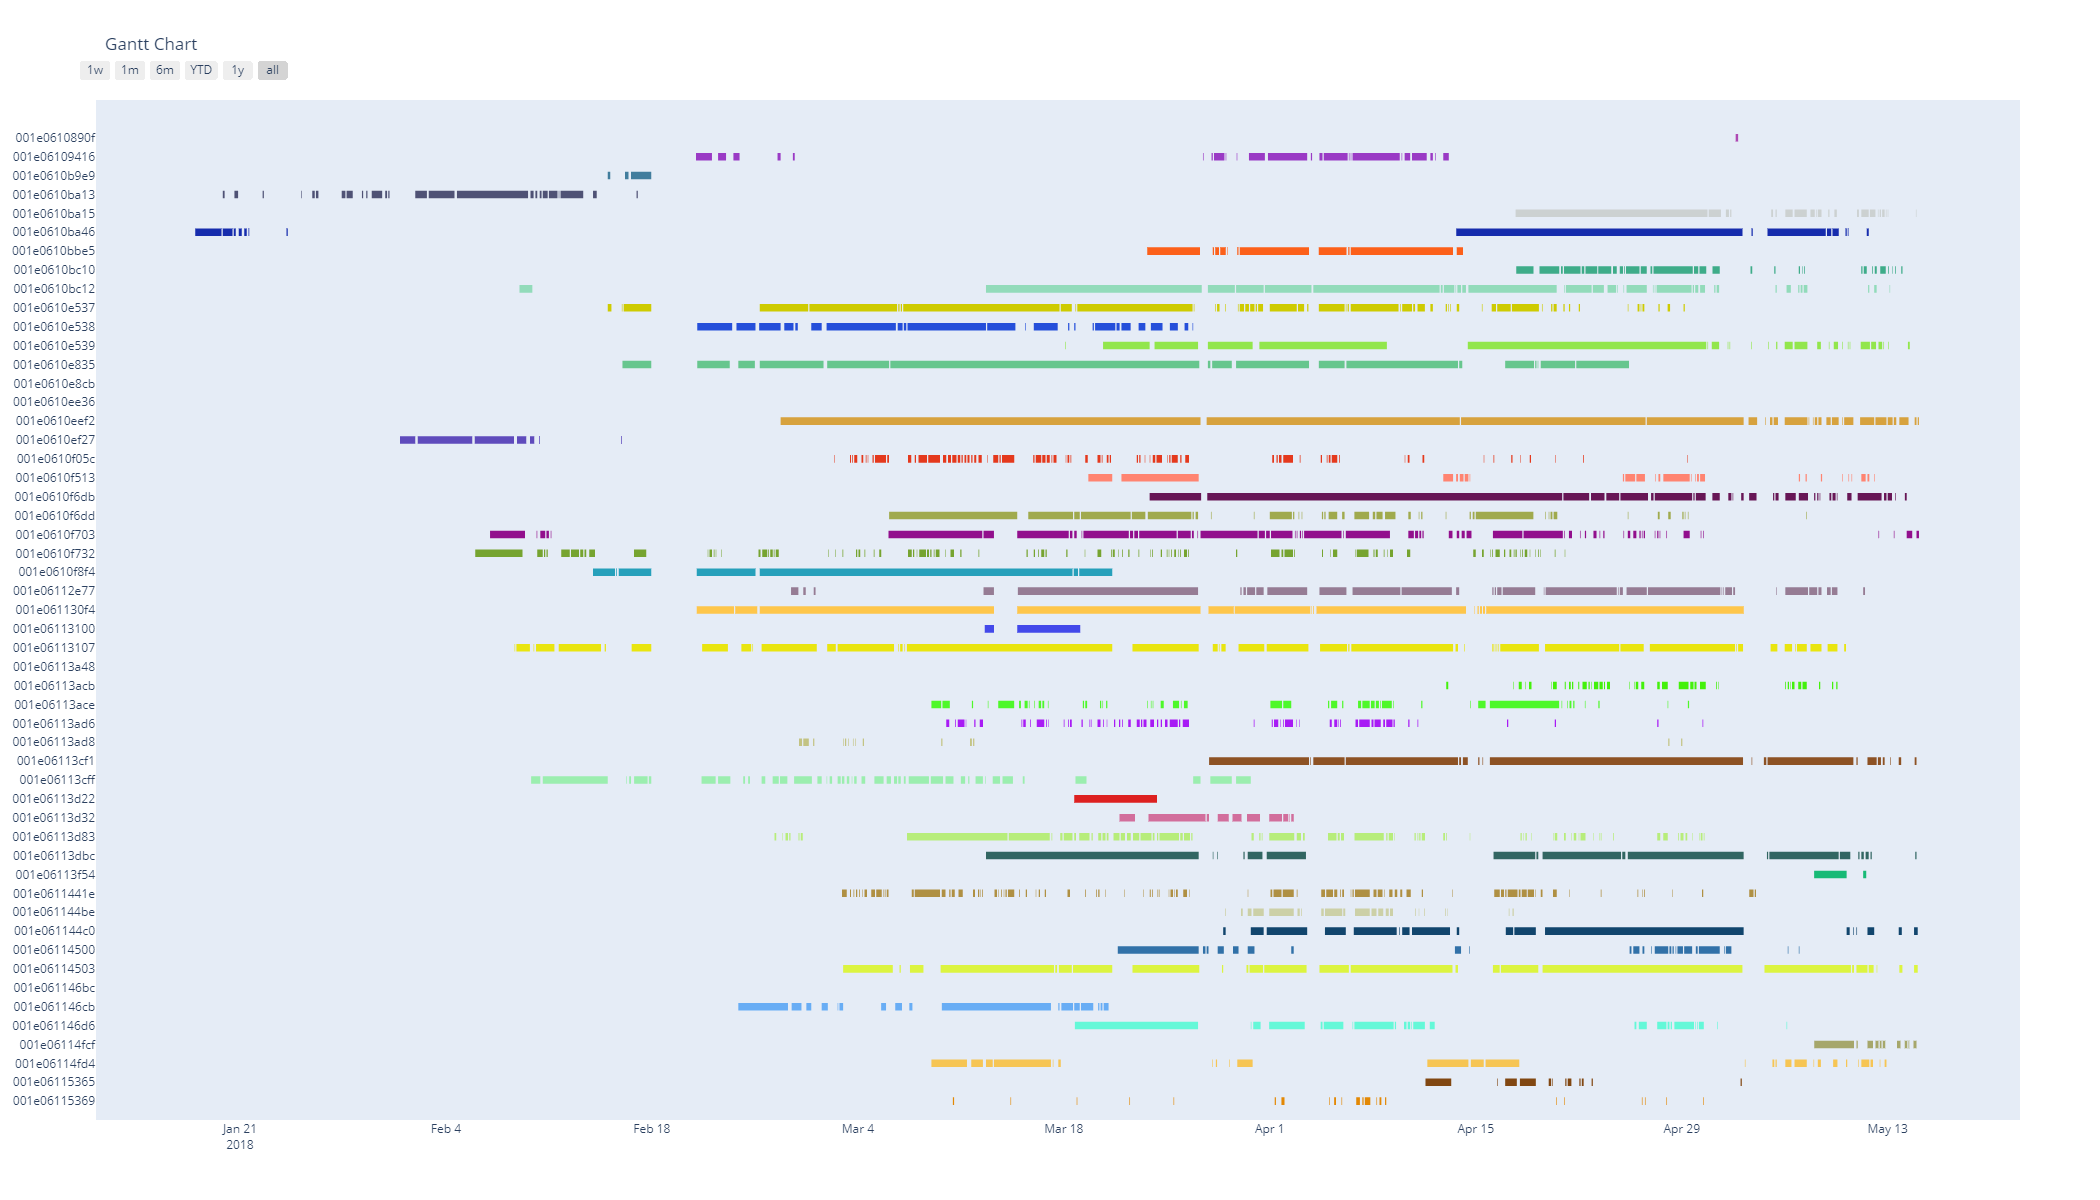 Gantt Chart
1w 1m 6m YTD 1y all
001e0610890f
001e06109416
001e0610b9e9
001e0610ba13
001e0610ba15
001e0610ba46
001e0610bbe5
001e0610bc10
001e0610bc12
001e0610e537
001e0610e538
001e0610e539
001e0610e835
001e0610e8cb
001e0610ee36
001e0610eef2
001e0610ef27
001e0610f05c
001e0610f513
001e0610f6db
001e0610f6dd
001e0610f703
001e0610f732
001e0610f8f4
001e06112e77
001e061130f4
001e06113100
001e06113107
001e06113a48
001e06113acb
001e06113ace
001e06113ad6
001e06113ad8
001e06113cf1
001e06113cff
001e06113d22
001e06113d32
001e06113d83
001e06113dbc
001e06113f54
001e0611441e
001e061144be
001e061144c0
001e06114500
001e06114503
001e061146bc
001e061146cb
001e061146d6
001e06114fcf
001e06114fd4
001e06115365
001e06115369
Jan 21 Feb 4 Feb 18 Mar 4 Mar 18 Apr 1 Apr 15 Apr 29 May 13
2018